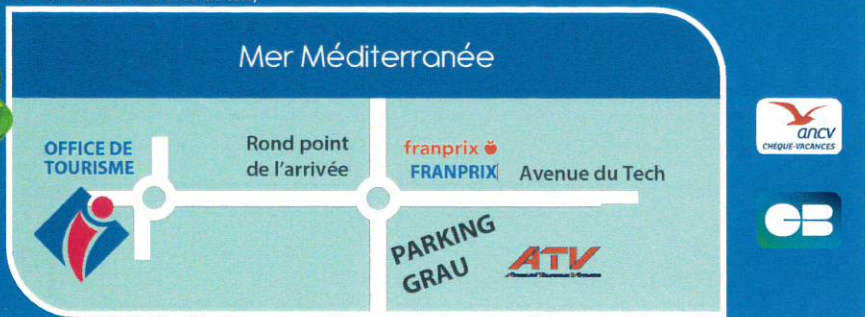 Mer Méditerranée
OFFICE DE
TOURISME
Rond point
de l'arrivée
franprix
FRANPRIX
Avenue du Tech
PARKING
GRAU
ATV
ancv
CHEQUE-VACANCES
CB